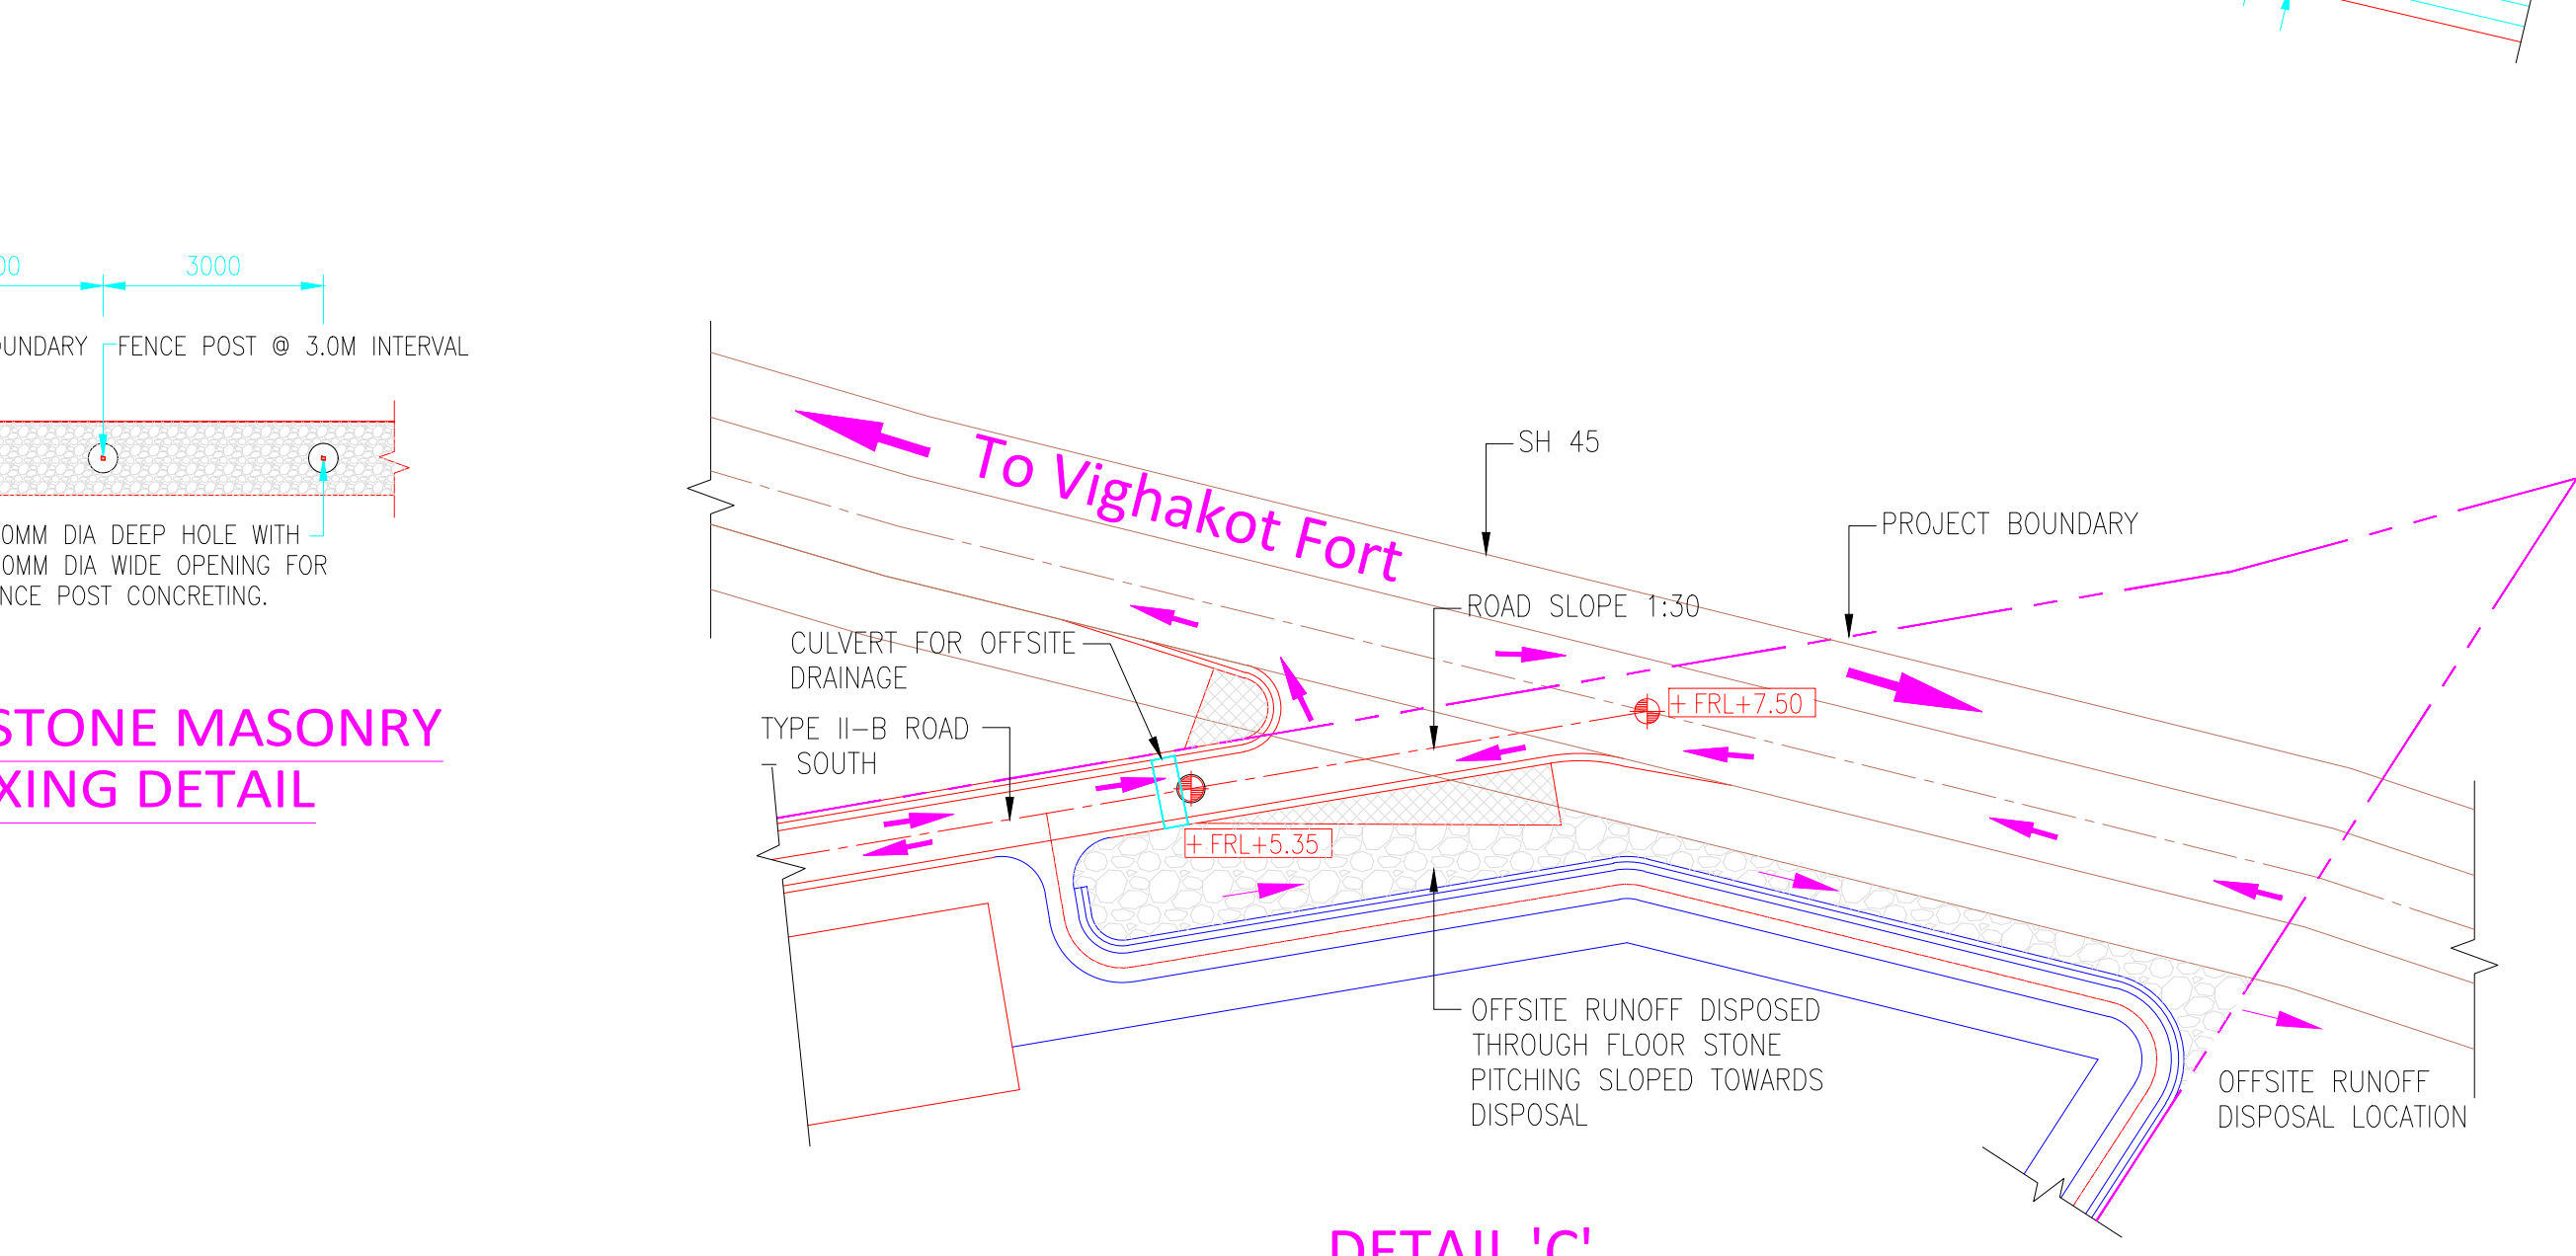 3000
FENCE POST @ 3.0M INTERVAL
0MM DIA DEEP HOLE WITH
0MM DIA WIDE OPENING FOR
NCE POST CONCRETING.
STONE MASONRY
XING DETAIL
To Vighakot Fort
SH 45
PROJECT BOUNDARY
ROAD SLOPE 1:30
CULVERT FOR OFFSITE
DRAINAGE
TYPE II-B ROAD
- SOUTH
+ FRL+7.50
+ FRL+5.35
OFFSITE RUNOFF DISPOSED
THROUGH FLOOR STONE
PITCHING SLOPED TOWARDS
DISPOSAL
OFFSITE RUNOFF
DISPOSAL LOCATION
DETAIL 'C'